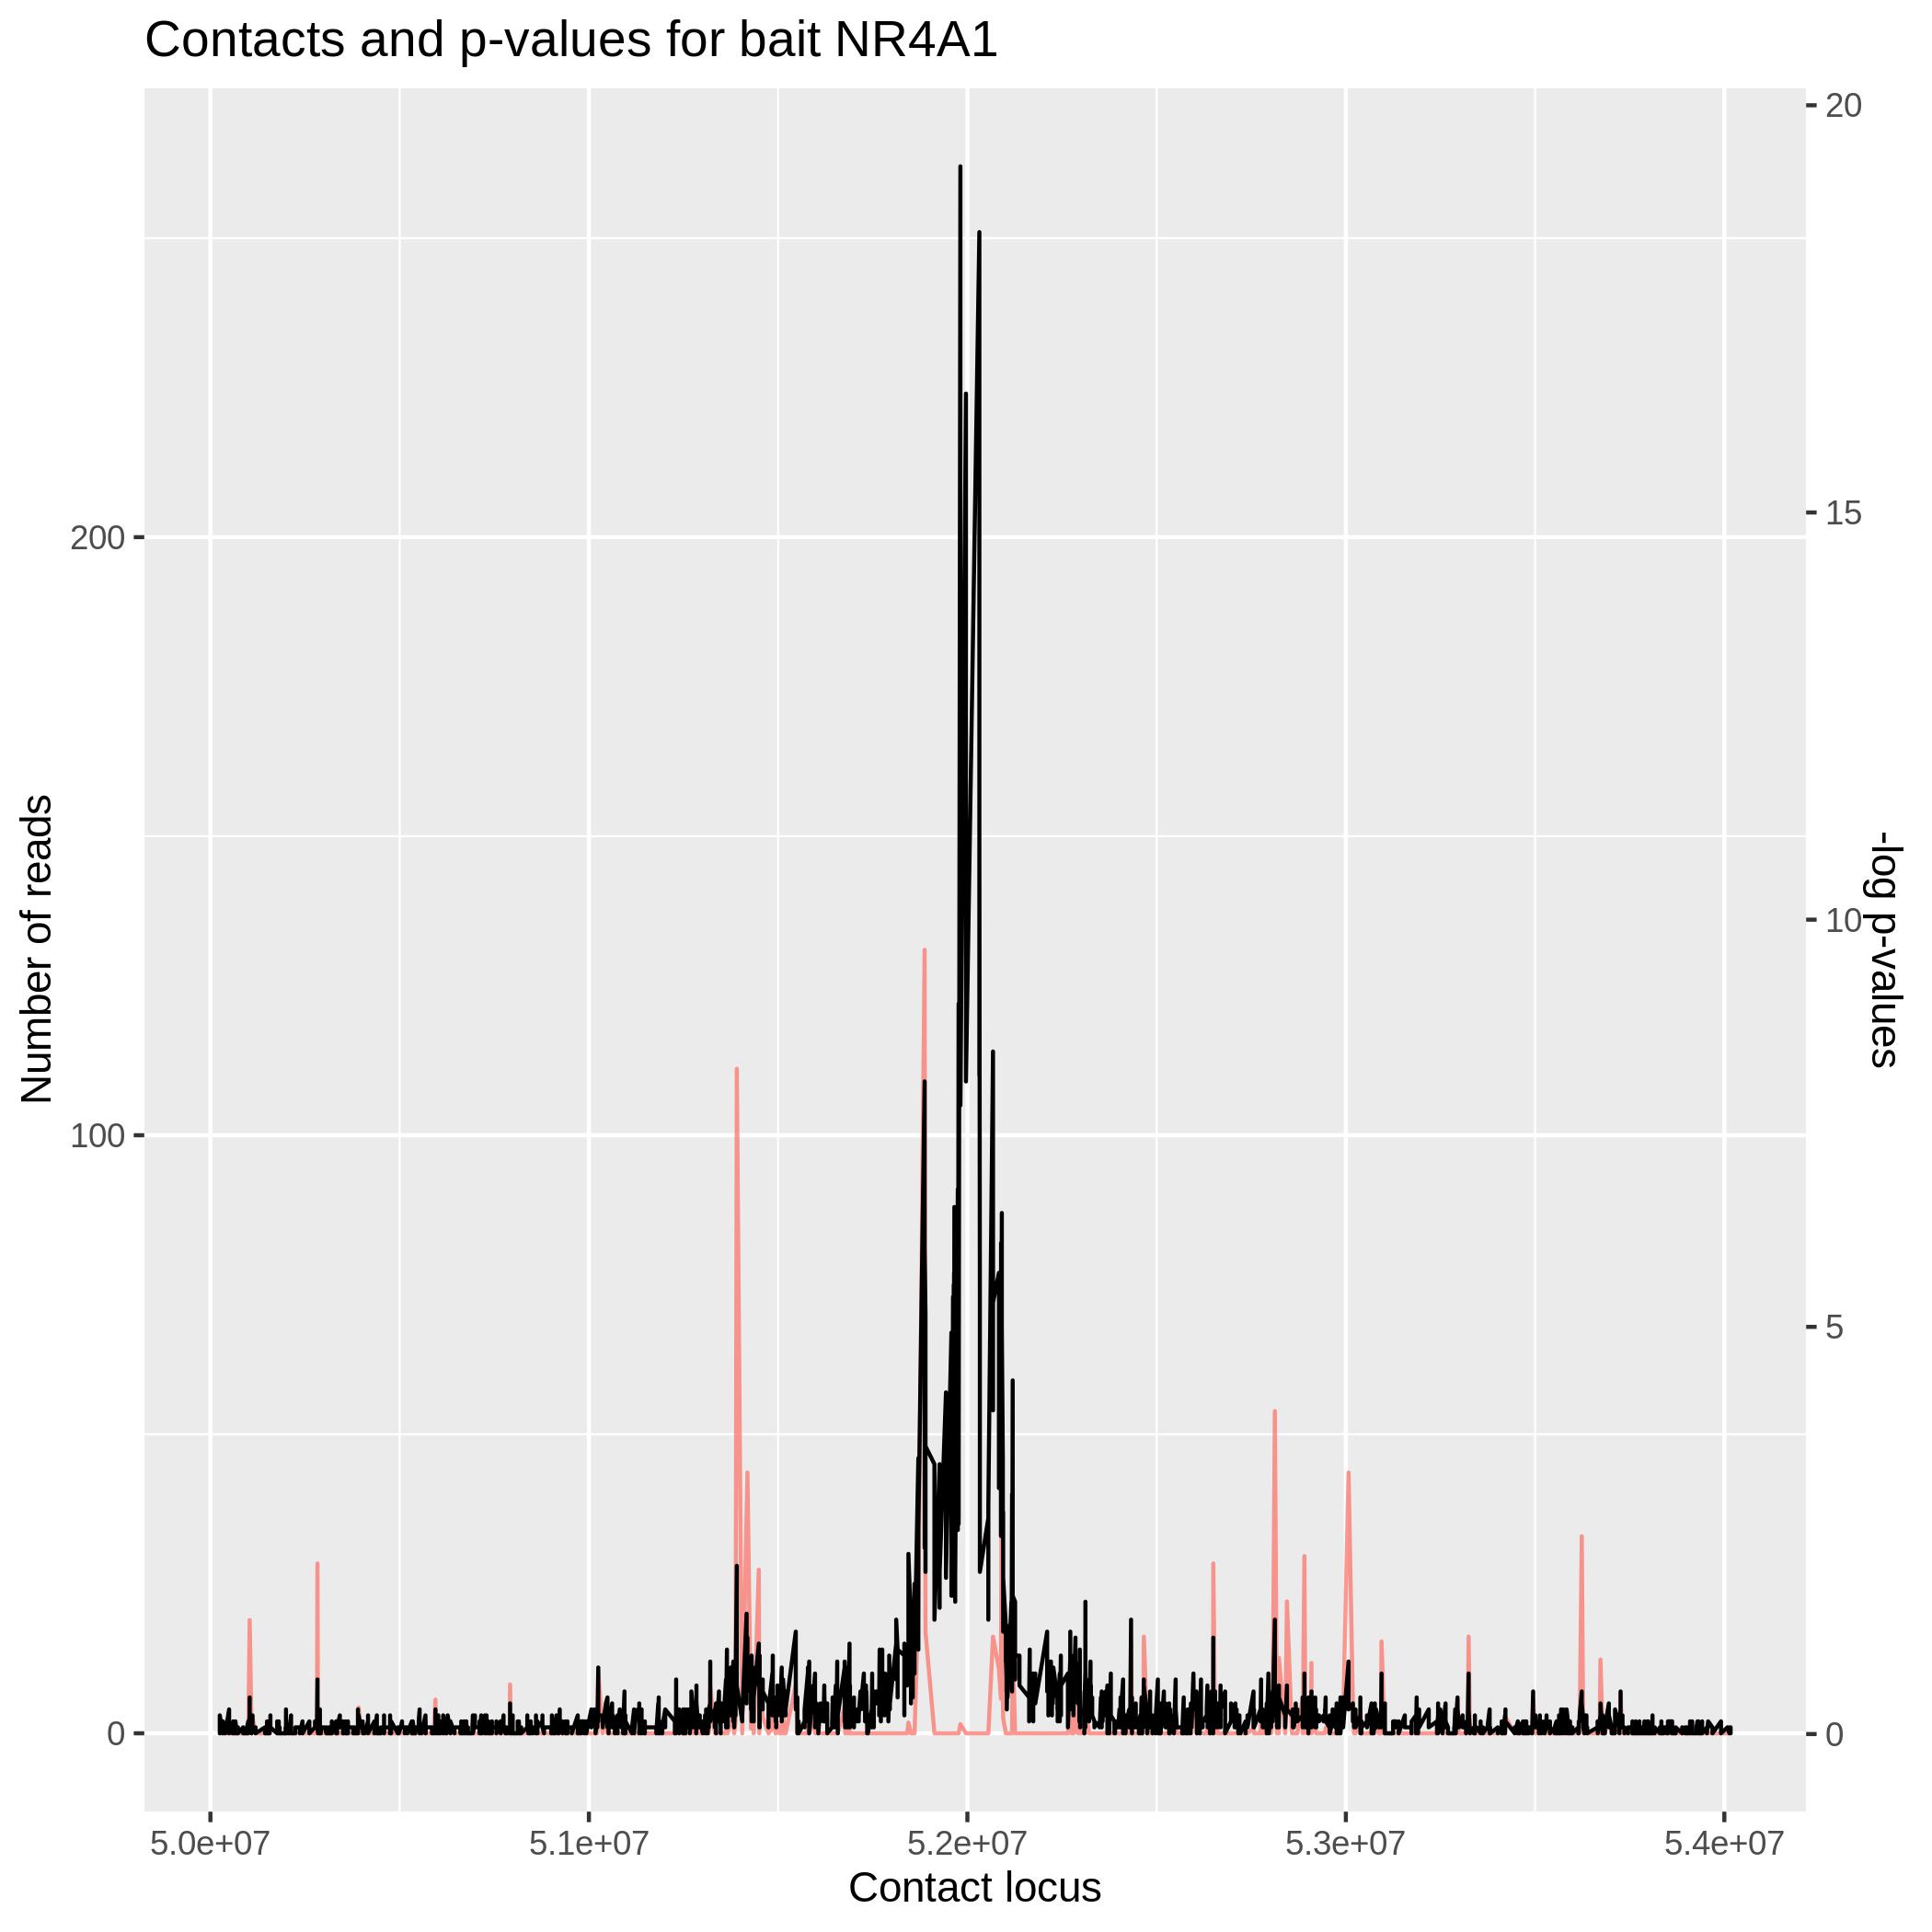 Contacts and p-values for bait NR4A1
20
15
10
5
0
-log p-values
200
100
0
Number of reads
5.0e+07
5.1e+07
5.2e+07
5.3e+07
5.4e+07
Contact locus